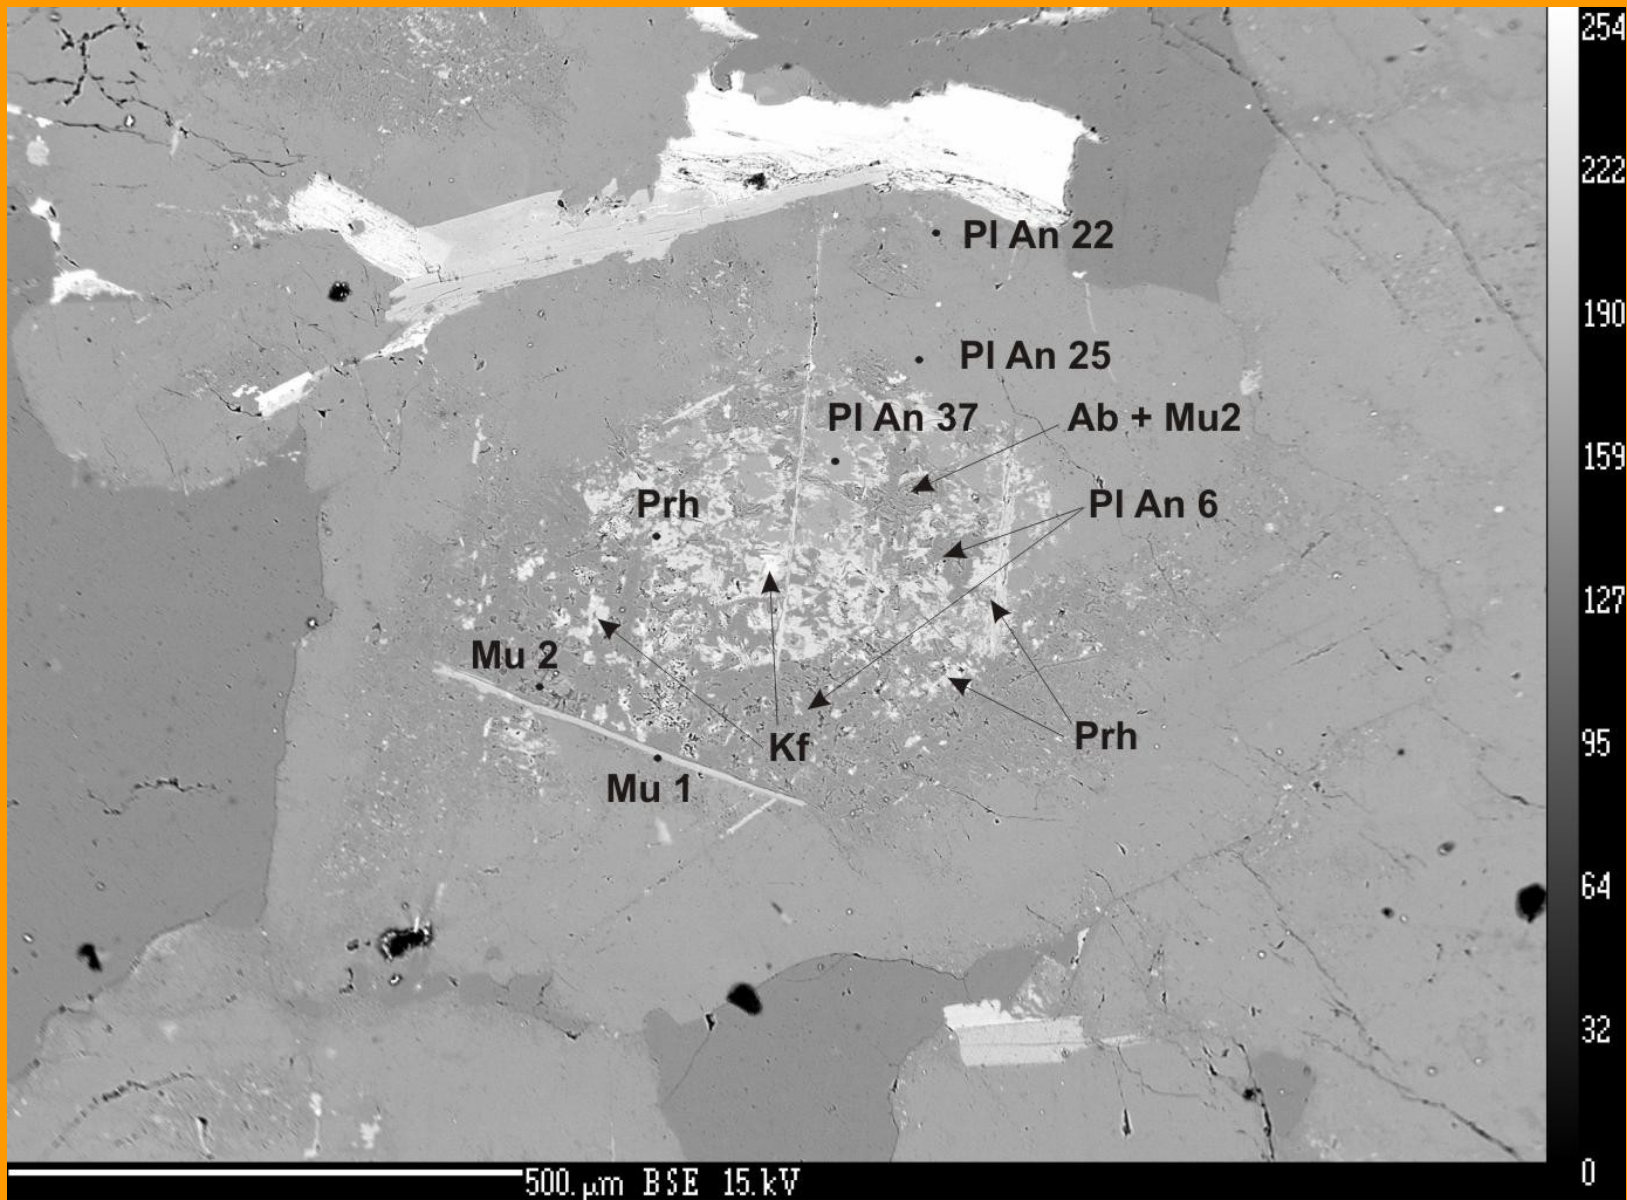 254
222
Pl An 22
190
Pl An 25
Pl An 37
Ab + Mu2
159
Prh
Pl An 6
127
Mu 2
Kf
Prh
95
Mu 1
64
32
0
500.µm BSE 15.kV